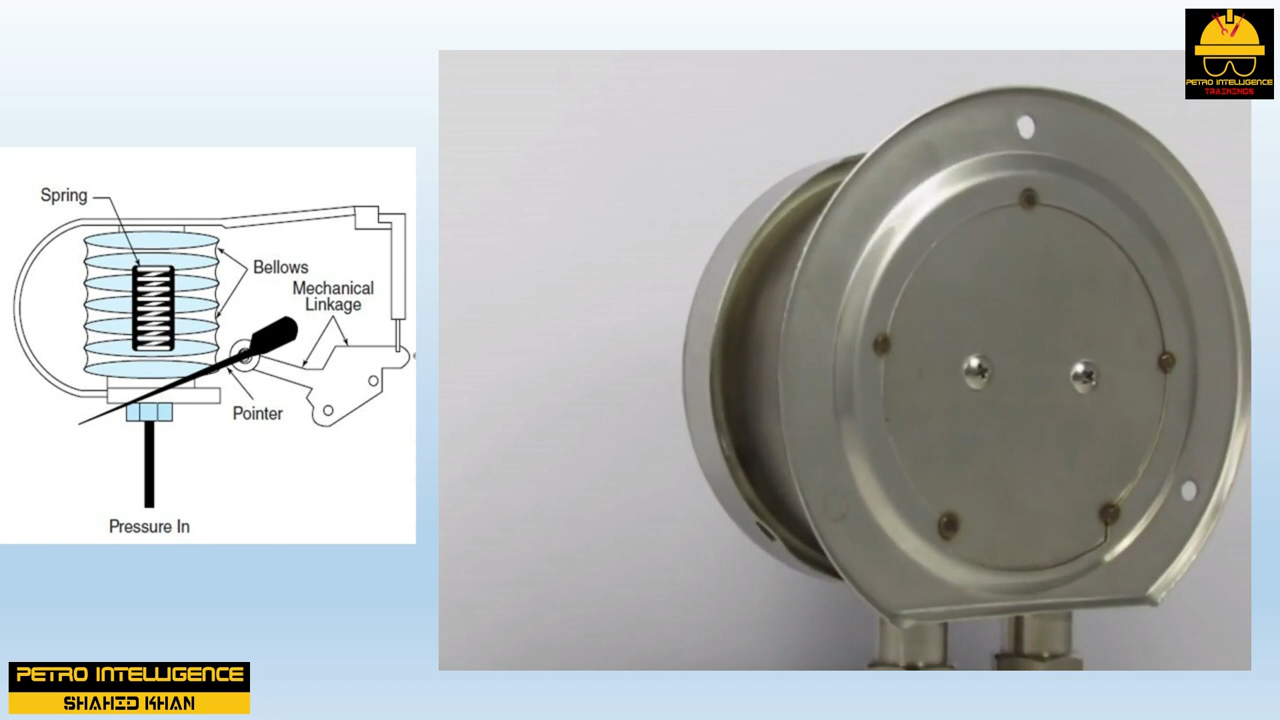 PETRO INTELLIGENCE
TRAININGS
Spring
Bellows
Mechanical
Linkage
Pointer
Pressure In
PETRO INTELLIGENCE
SHAHID KHAN